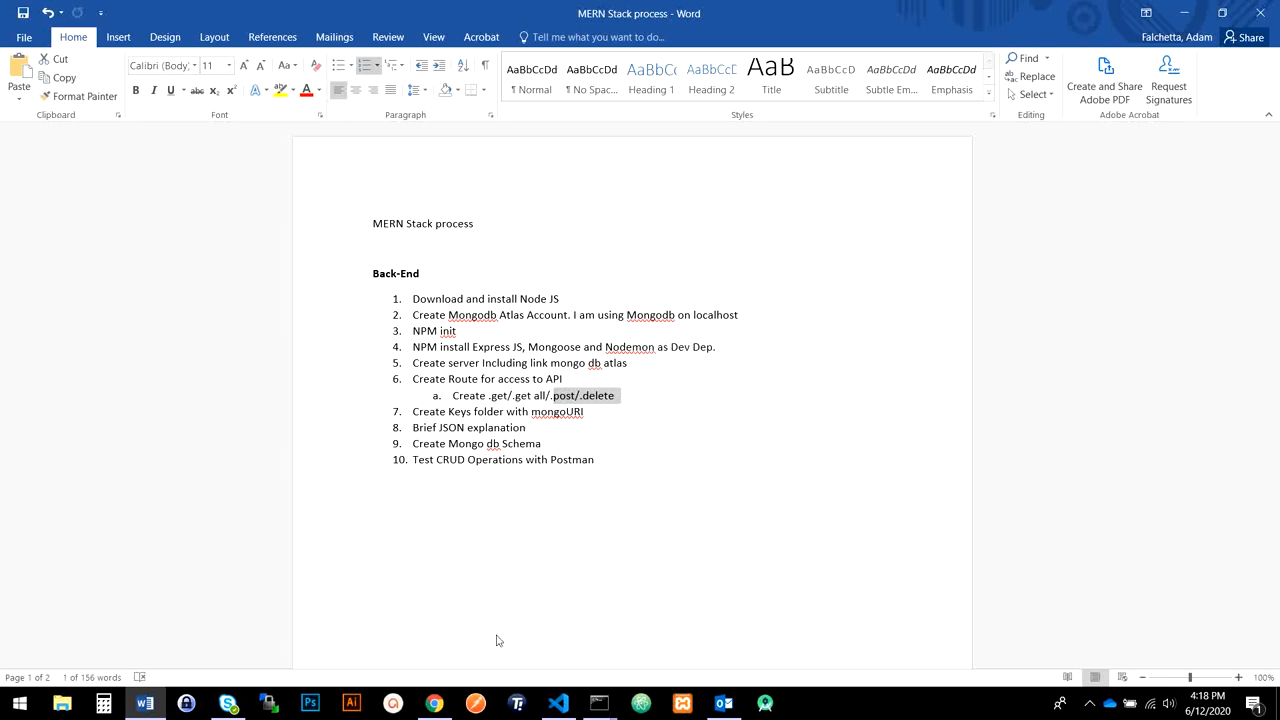 MERN Stack process - Word
File Home Insert Design Layout References Mailings Review View Acrobat Tell me what you want to do... Falchetta, Adam Share
Paste
Cut
Copy
Format Painter
Clipboard
Calibri (Body) 11
Font
Paragraph
AaBbCcDd AaBbCcDd AaBbC( AaBbCcD AaB AaBbCcD AaBbCcDd AaBbCcDd
¶ Normal ¶ No Spac... Heading 1 Heading 2 Title Subtitle Subtle Em... Emphasis
Styles
Find
Replace
Select
Editing
Create and Share
Adobe PDF
Request
Signatures
Adobe Acrobat
MERN Stack process
Back-End
1. Download and install Node JS
2. Create Mongodb Atlas Account. I am using Mongodb on localhost
3. NPM init
4. NPM install Express JS, Mongoose and Nodemon as Dev Dep.
5. Create server Including link mongo db atlas
6. Create Route for access to API
a. Create .get/.get all/.post/.delete
7. Create Keys folder with mongoURI
8. Brief JSON explanation
9. Create Mongo db Schema
10. Test CRUD Operations with Postman
Page 1 of 2 1 of 156 words 100%
4:18 PM
6/12/2020